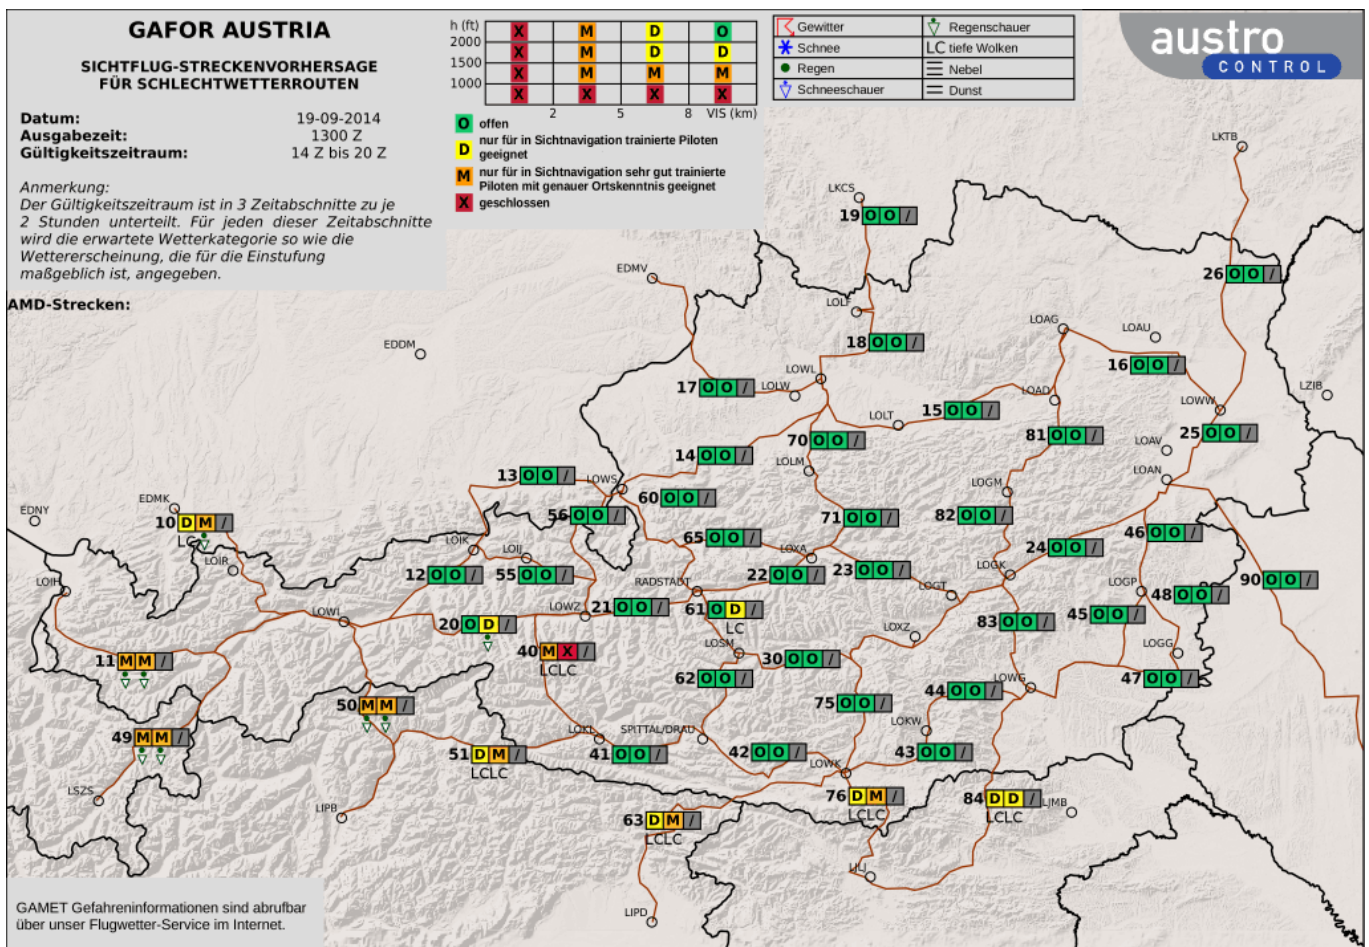 GAFOR AUSTRIA
SICHTFLUG-STRECKENVORHERSAGE
FÜR SCHLECHTWETTERROUTEN
Datum: 19-09-2014
Ausgabezeit: 1300 Z
Gültigkeitszeitraum: 14 Z bis 20 Z
Anmerkung:
Der Gültigkeitszeitraum ist in 3 Zeitabschnitte zu je
2 Stunden unterteilt. Für jeden dieser Zeitabschnitte
wird die erwartete Wetterkategorie so wie die
Wettererscheinung, die für die Einstufung
maßgeblich ist, angegeben.
AMD-Strecken:
h (ft)
X M D O
2000
X M D D
1500
X M M M
1000
X X X X
2 5 8 VIS (km)
O offen
D nur für in Sichtnavigation trainierte Piloten
geeignet
M nur für in Sichtnavigation sehr gut trainierte
Piloten mit genauer Ortskenntnis geeignet
X geschlossen
Gewitter
Regenschauer
Schnee
LC tiefe Wolken
Regen
Nebel
Schneeschauer
Dunst
austro
CONTROL
LKTB
LKCS
19 O O /
EDMV
26 O O /
LOLF
LOAG
LOAU
EDDM
18 O O /
16 O O /
LOWL
17 O O /
LOLW
LOAD
LZIB
LOWW
15 O O /
LOLT
25 O O /
81 O O /
70 O O /
LOAV
14 O O /
LOLM
LOAN
13 O O /
LOWS
LOGM
60 O O /
EDMK
EDNY
56 O O /
82 O O /
71 O O /
10 D M /
LC
46 O O /
65 O O /
LOIK
LOIJ
LOXA
24 O O /
LOIR
12 O O /
55 O O /
22 O O /
23 O O /
LOGK
LOIH
RADSTADT
LOGT
LOGP
90 O O /
48 O O /
LOWI
LOWZ
21 O O /
61 O D /
LC
45 O O /
20 O D /
83 O O /
LOXZ
LOSM
LOGG
40 M X /
LCLC
11 M M /
30 O O /
62 O O /
LOWG
47 O O /
44 O O /
50 M M /
75 O O /
LOKW
49 M M /
LOKL
SPITTAL/DRAU
51 D M /
LCLC
41 O O /
42 O O /
43 O O /
LOWK
LSZS
LIPB
76 D M /
LCLC
84 D D /
LCLC
LJMB
63 D M /
LCLC
LJLJ
LIPD
GAMET Gefahreninformationen sind abrufbar
über unser Flugwetter-Service im Internet.